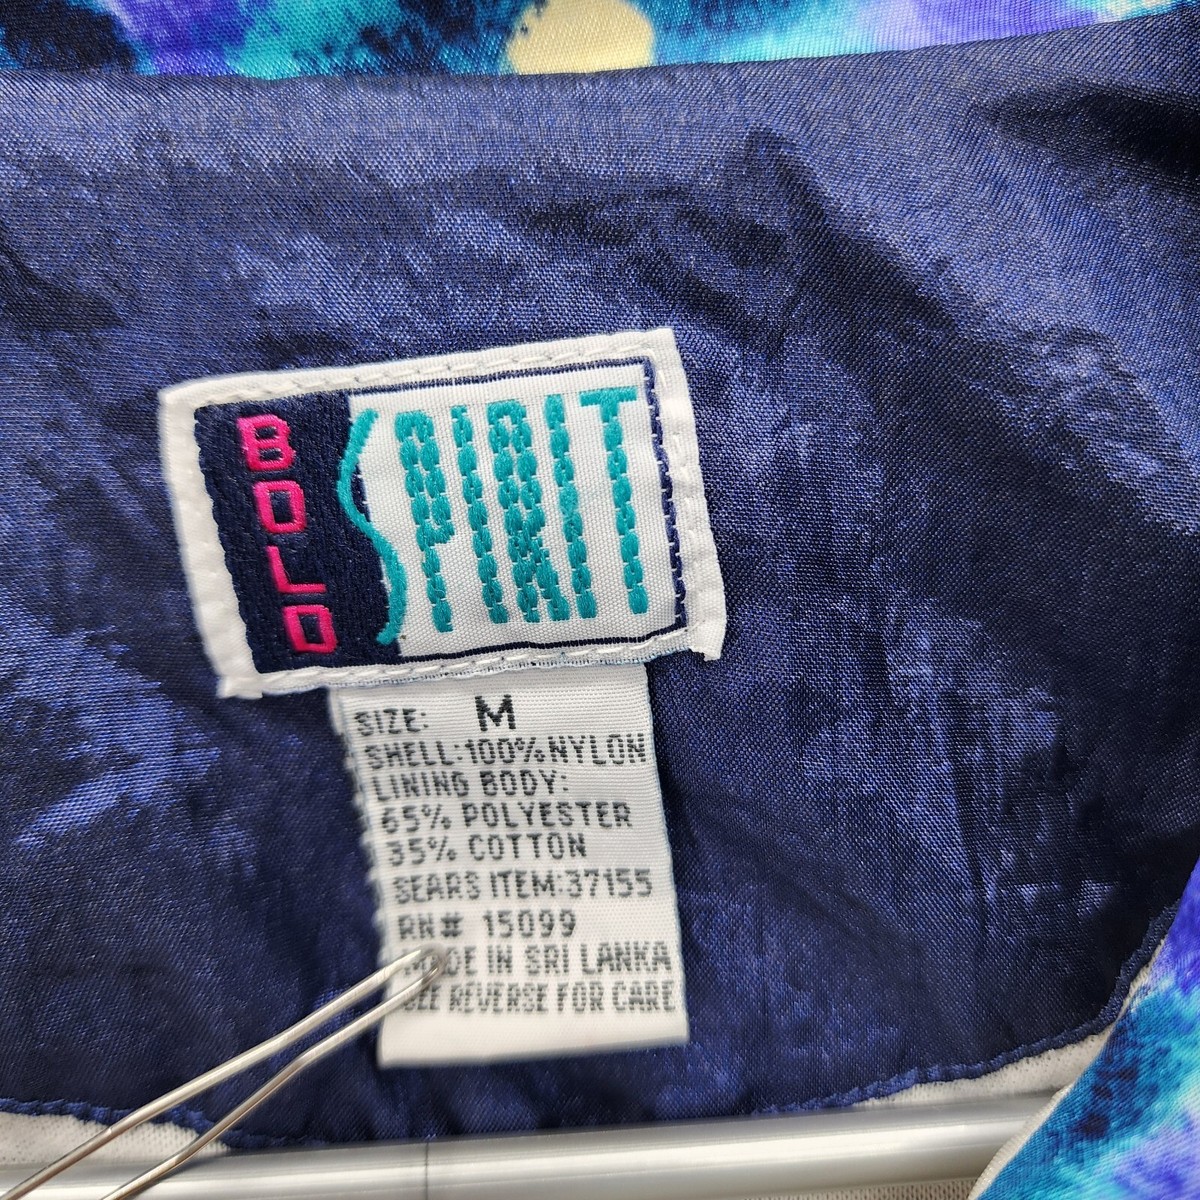 BOLD
SPIRIT
SIZE: M
SHELL:100%NYLON
LINING BODY:
65% POLYESTER
35% COTTON
SEARS ITEM:37155
RN# 15099
MADE IN SRI LANKA
SEE REVERSE FOR CARE